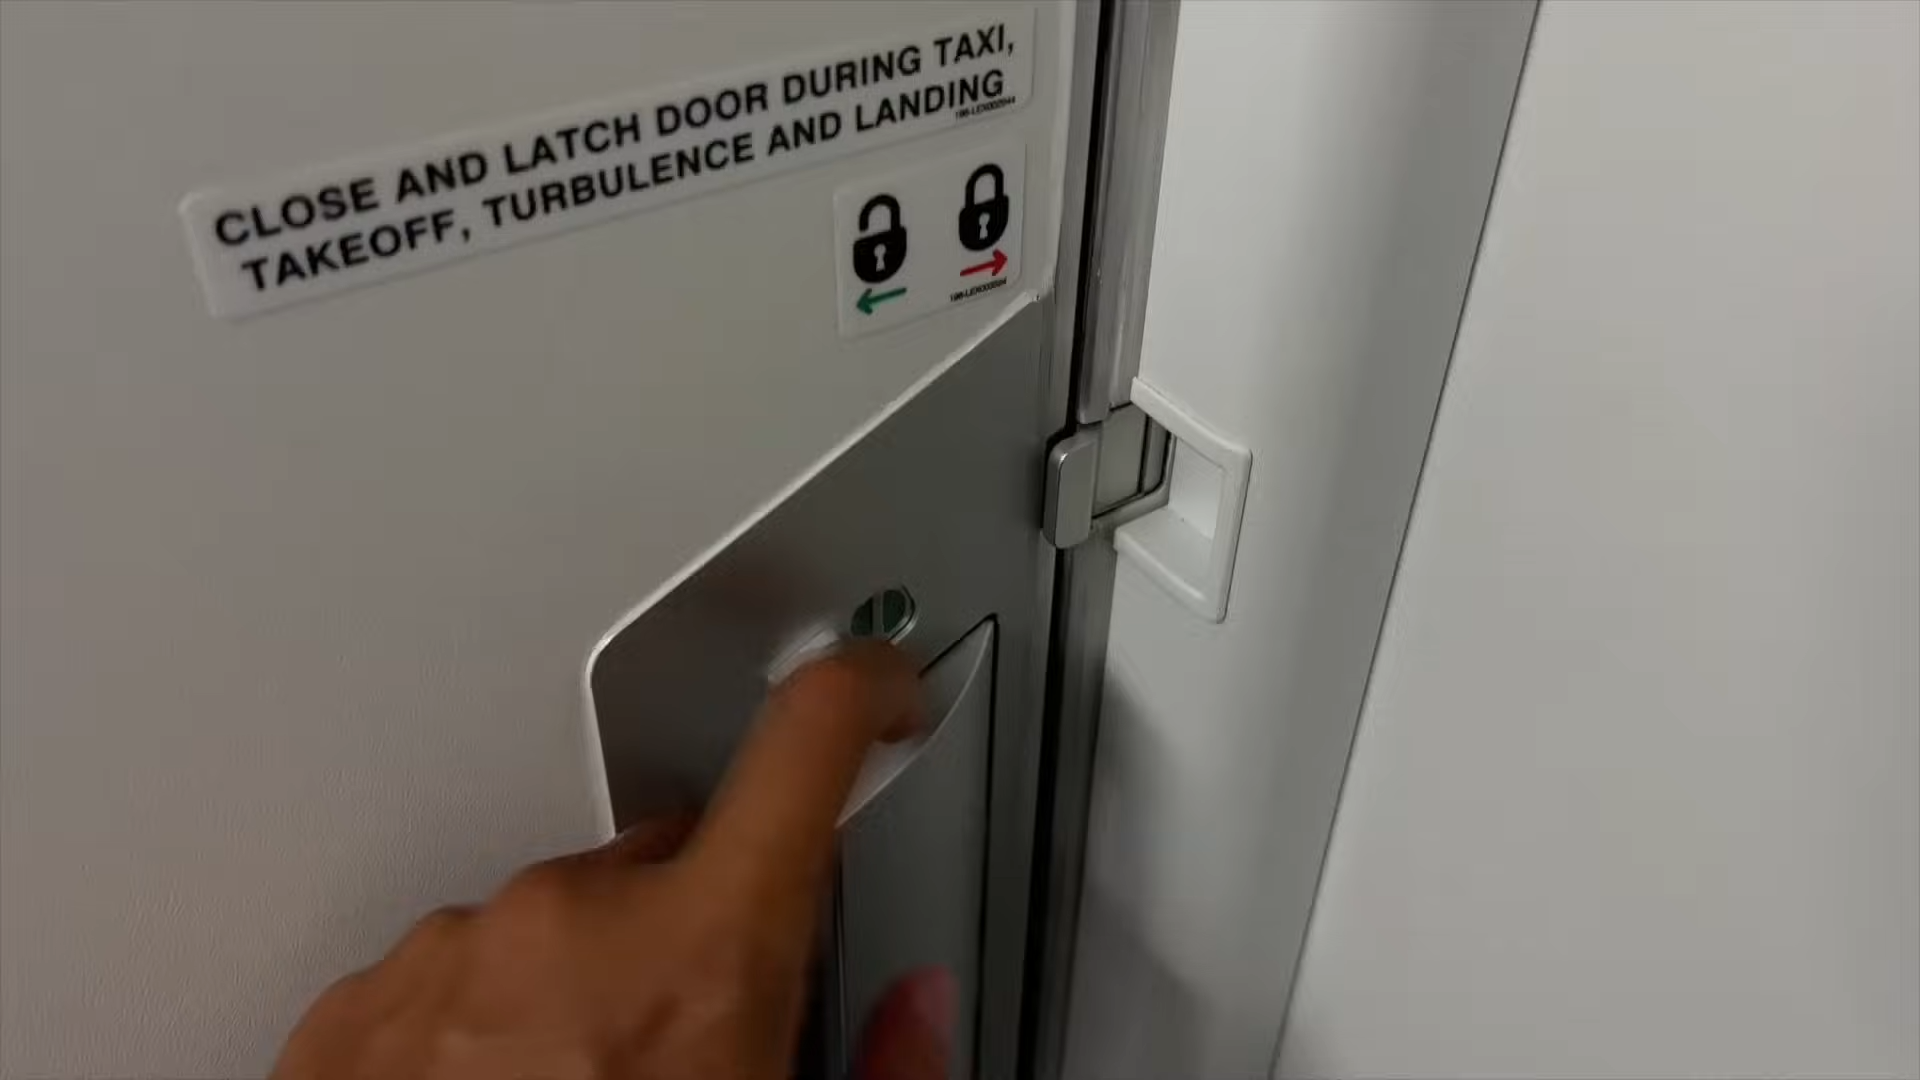 CLOSE AND LATCH DOOR DURING TAXI,
TAKEOFF, TURBULENCE AND LANDING